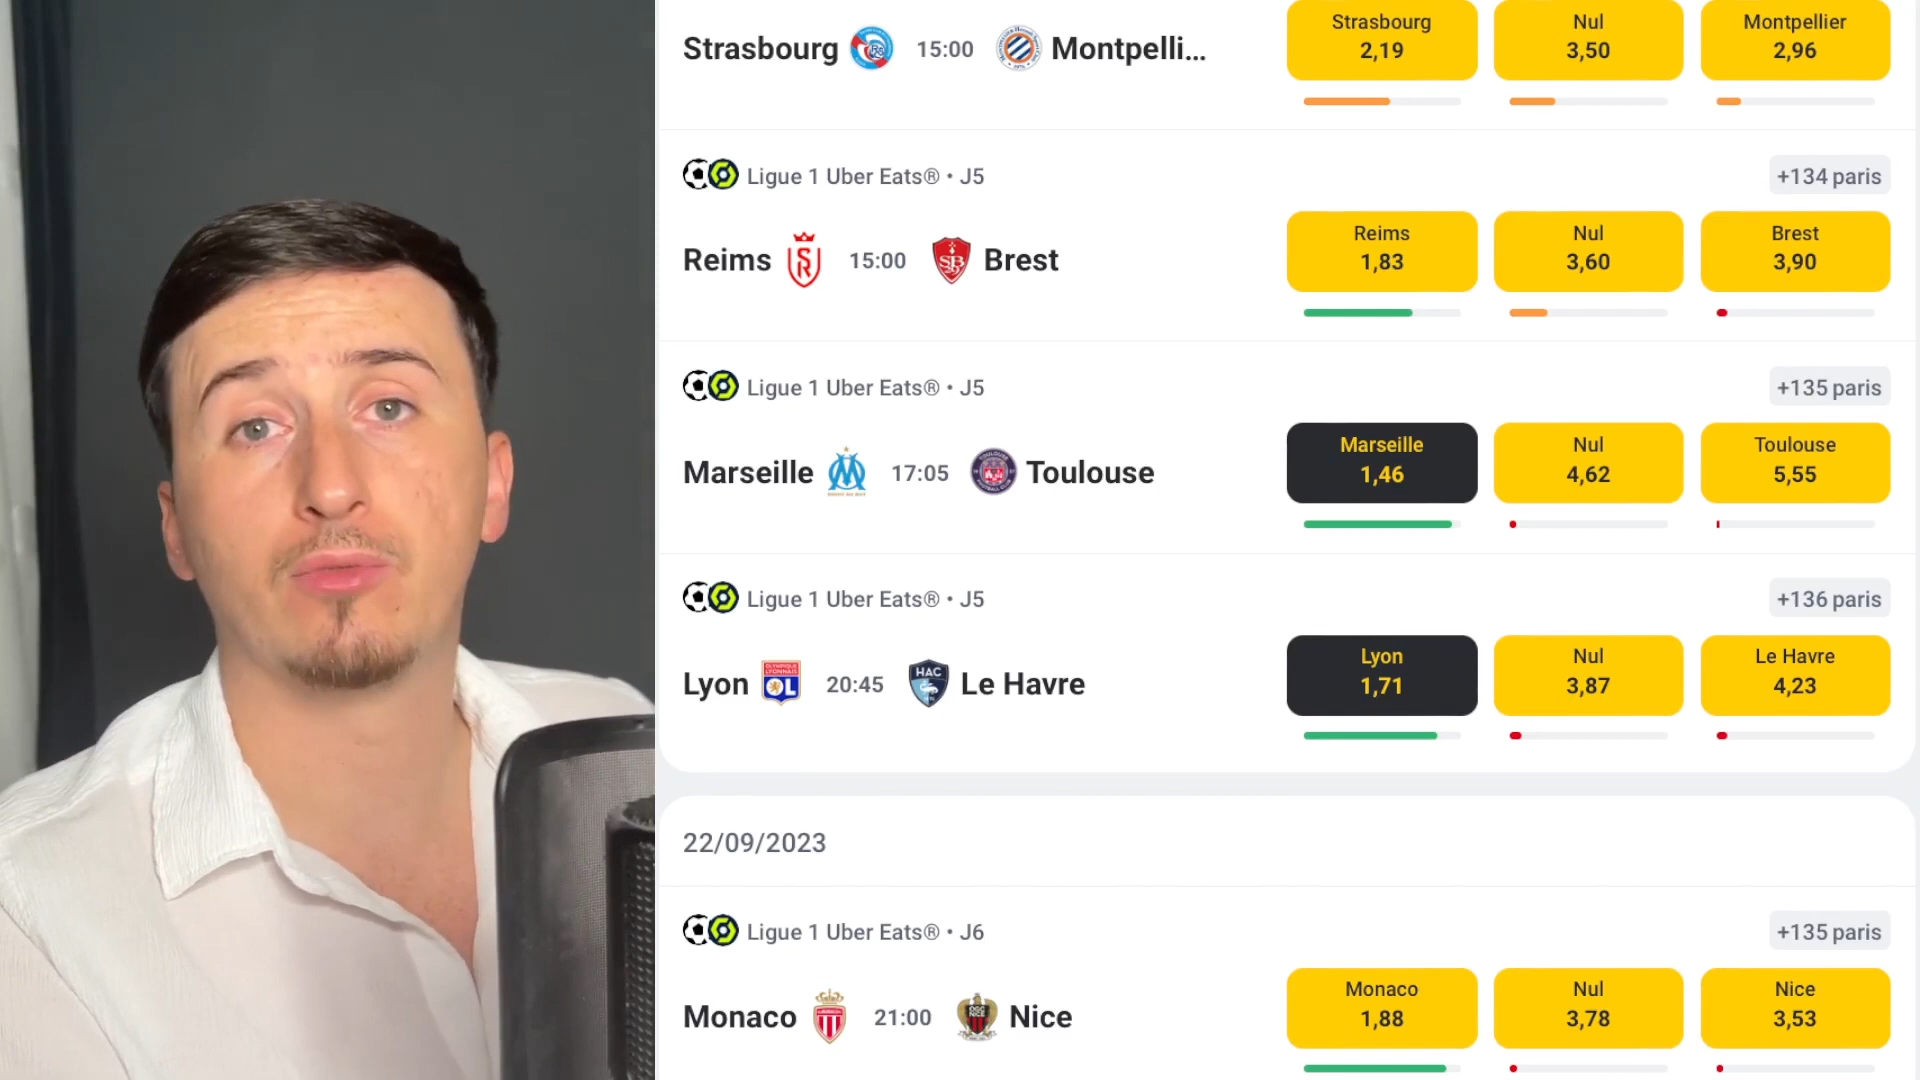 Strasbourg 15:00 Montpelli...
Strasbourg 2,19
Nul 3,50
Montpellier 2,96
Ligue 1 Uber Eats® • J5
+134 paris
Reims 15:00 Brest
Reims 1,83
Nul 3,60
Brest 3,90
Ligue 1 Uber Eats® • J5
+135 paris
Marseille 17:05 Toulouse
Marseille 1,46
Nul 4,62
Toulouse 5,55
Ligue 1 Uber Eats® • J5
+136 paris
Lyon 20:45 HAC Le Havre
Lyon 1,71
Nul 3,87
Le Havre 4,23
22/09/2023
Ligue 1 Uber Eats® • J6
+135 paris
Monaco 21:00 Nice
Monaco 1,88
Nul 3,78
Nice 3,53